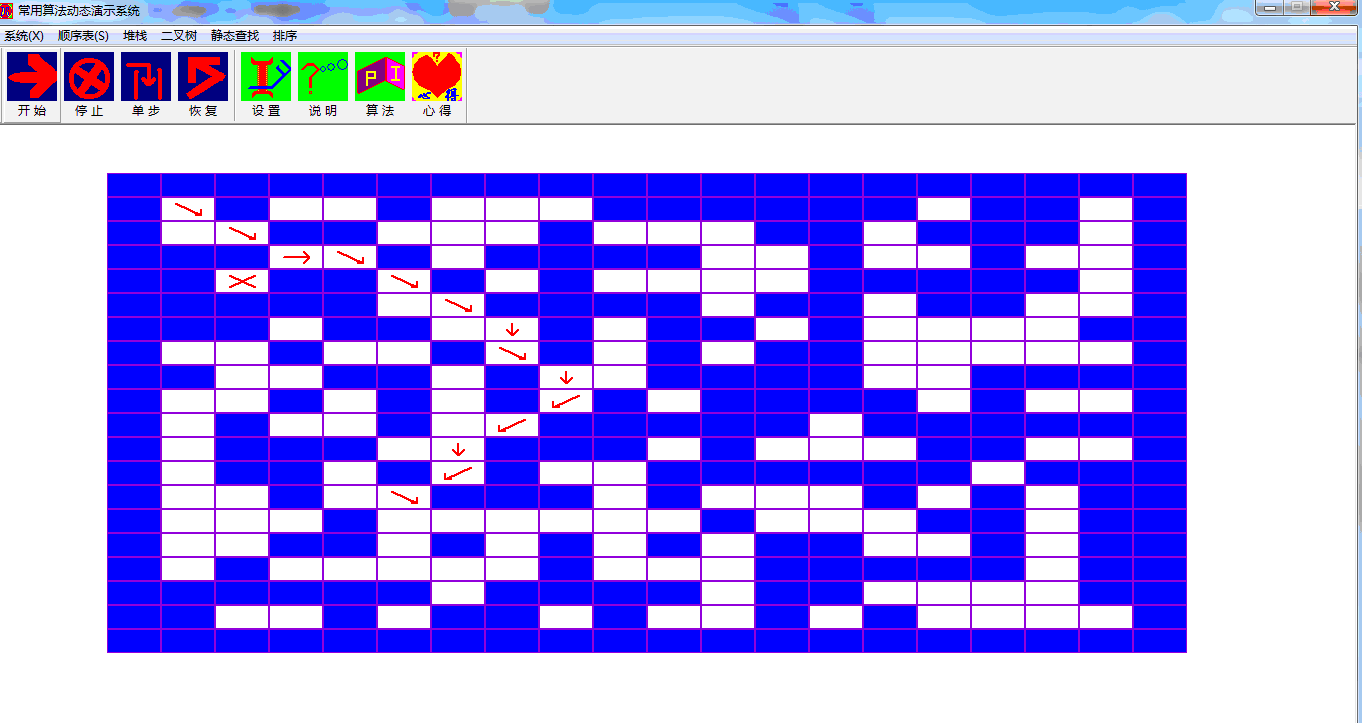 常用算法动态演示系统
系统(X) 顺序表(S) 堆栈 二叉树 静态查找 排序
P I ? 心 得
开 始 停 止 单 步 恢 复 设 置 说 明 算 法 心 得